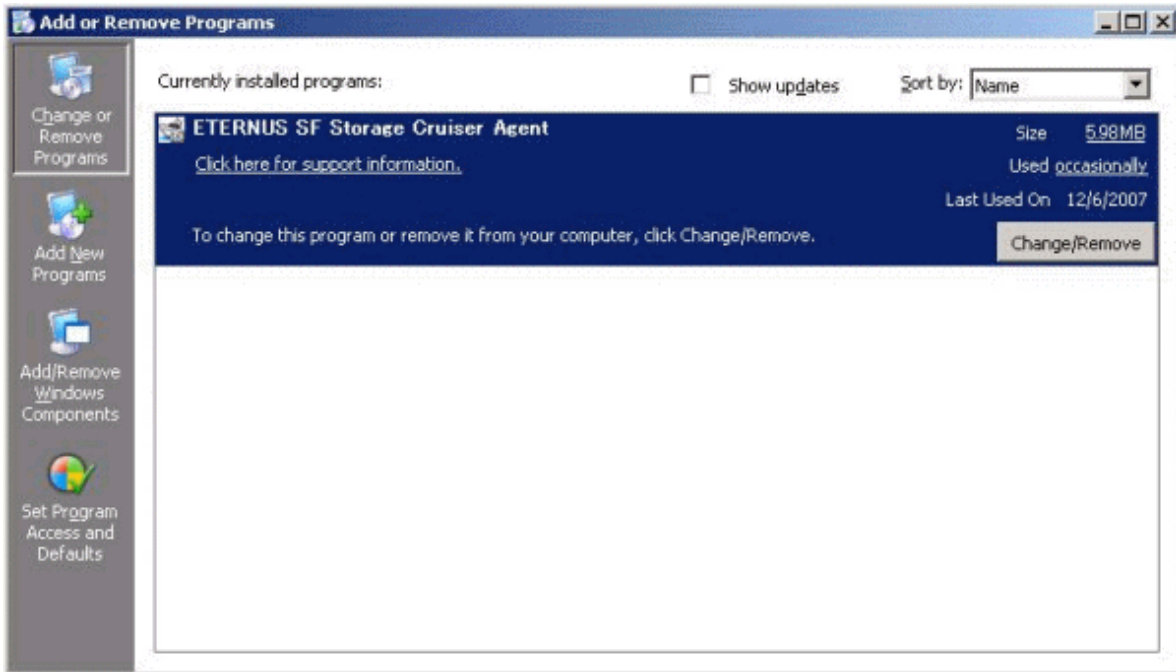 Add or Remove Programs
Change or
Remove
Programs
Add New
Programs
Add/Remove
Windows
Components
Set Program
Access and
Defaults
Currently installed programs:
Show updates
Sort by: Name
ETERNUS SF Storage Cruiser Agent
Size 5.98MB
Click here for support information.
Used occasionally
Last Used On 12/6/2007
To change this program or remove it from your computer, click Change/Remove.
Change/Remove